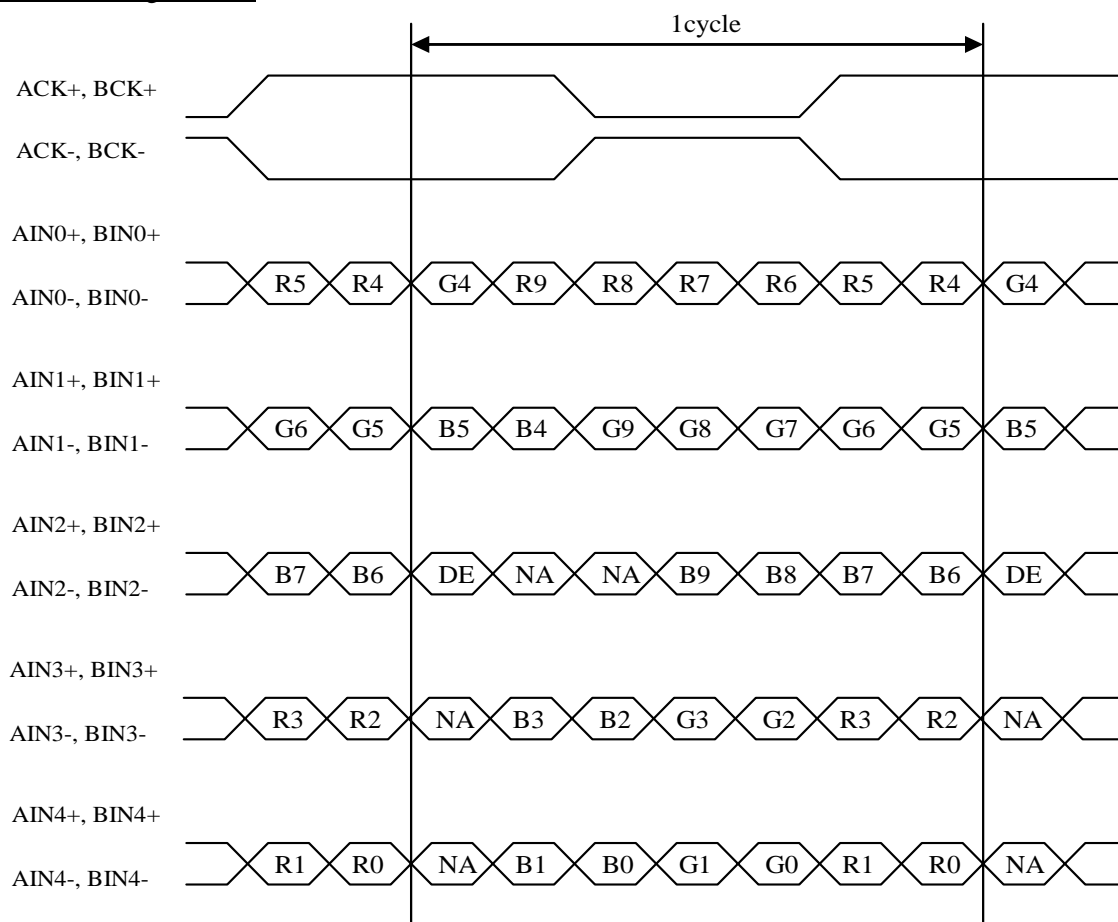 1cycle
ACK+, BCK+
ACK-, BCK-
AIN0+, BIN0+
R5 R4 G4 R9 R8 R7 R6 R5 R4 G4
AIN0-, BIN0-
AIN1+, BIN1+
G6 G5 B5 B4 G9 G8 G7 G6 G5 B5
AIN1-, BIN1-
AIN2+, BIN2+
B7 B6 DE NA NA B9 B8 B7 B6 DE
AIN2-, BIN2-
AIN3+, BIN3+
R3 R2 NA B3 B2 G3 G2 R3 R2 NA
AIN3-, BIN3-
AIN4+, BIN4+
R1 R0 NA B1 B0 G1 G0 R1 R0 NA
AIN4-, BIN4-